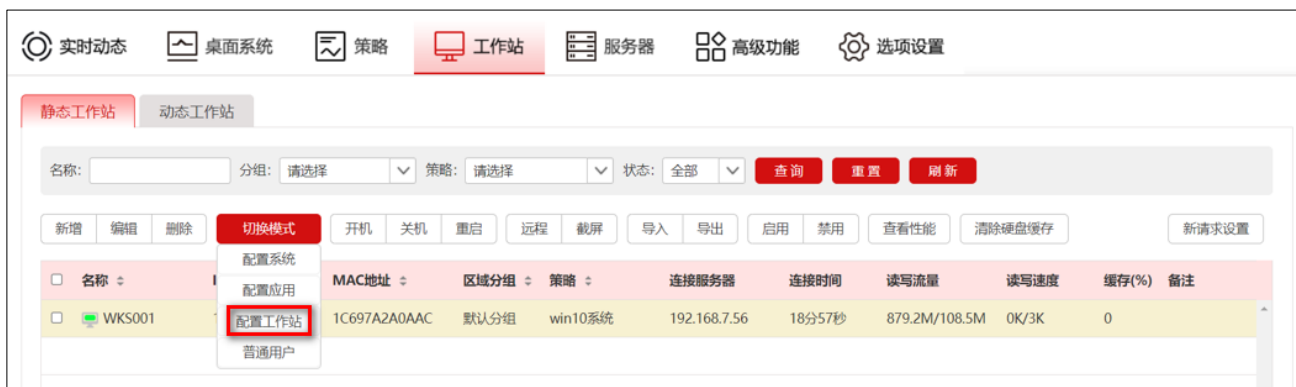 实时动态 桌面系统 策略 工作站 服务器 高级功能 选项设置
静态工作站 动态工作站
名称: 分组: 请选择 策略: 请选择 状态: 全部 查询 重置 刷新
新增 编辑 删除 切换模式 开机 关机 重启 远程 截屏 导入 导出 启用 禁用 查看性能 清除硬盘缓存 新请求设置
配置系统
名称 MAC地址 区域分组 策略 连接服务器 连接时间 读写流量 读写速度 缓存(%) 备注
配置应用
WKS001 配置工作站 1C697A2A0AAC 默认分组 win10系统 192.168.7.56 18分57秒 879.2M/108.5M 0K/3K 0
普通用户